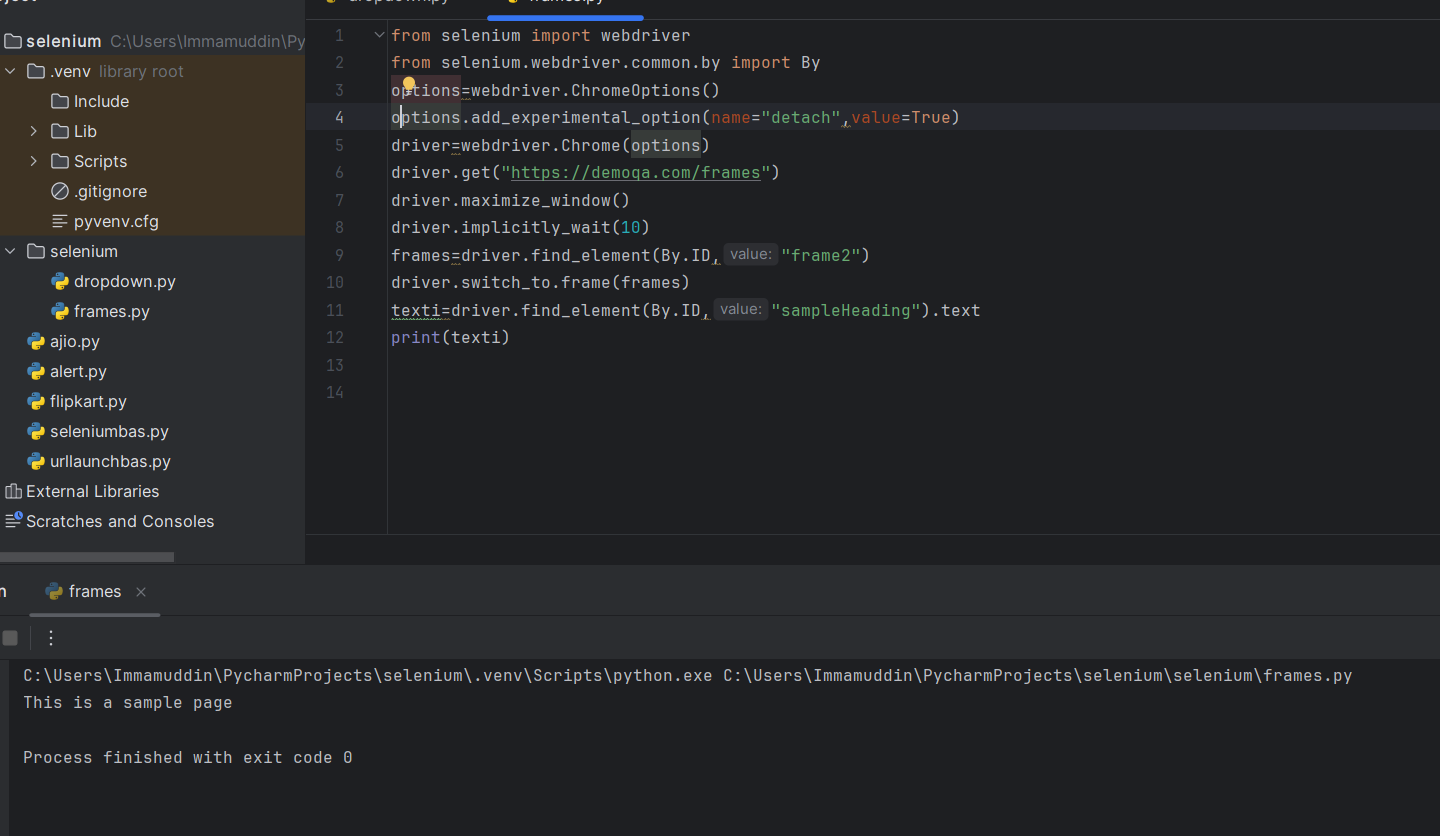 dropdown.py frames.py
selenium C:\Users\Immamuddin\Py
.venv library root
Include
Lib
Scripts
.gitignore
pyvenv.cfg
selenium
dropdown.py
frames.py
ajio.py
alert.py
flipkart.py
seleniumbas.py
urllaunchbas.py
External Libraries
Scratches and Consoles
1 from selenium import webdriver
2 from selenium.webdriver.common.by import By
3 options=webdriver.ChromeOptions()
4 options.add_experimental_option(name="detach",value=True)
5 driver=webdriver.Chrome(options)
6 driver.get("https://demoqa.com/frames")
7 driver.maximize_window()
8 driver.implicitly_wait(10)
9 frames=driver.find_element(By.ID, value: "frame2")
10 driver.switch_to.frame(frames)
11 texti=driver.find_element(By.ID, value: "sampleHeading").text
12 print(texti)
13
14
frames
C:\Users\Immamuddin\PycharmProjects\selenium\.venv\Scripts\python.exe C:\Users\Immamuddin\PycharmProjects\selenium\selenium\frames.py
This is a sample page
Process finished with exit code 0